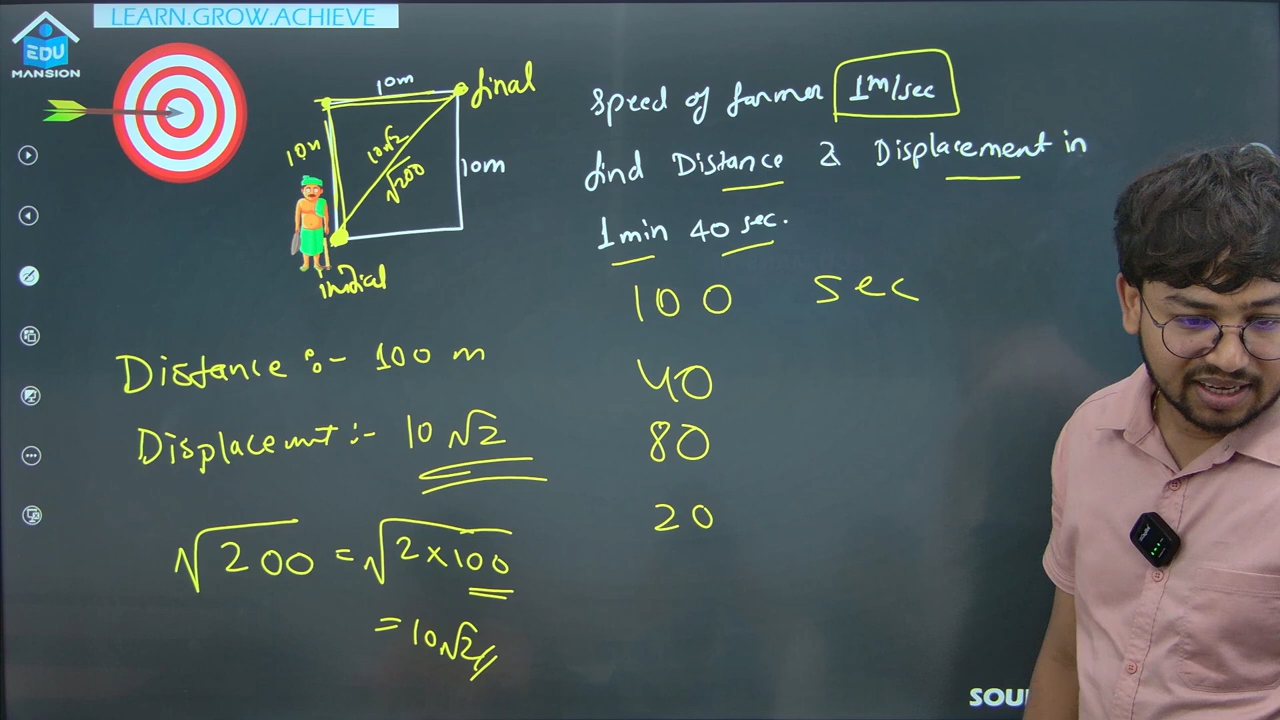 LEARN.GROW.ACHIEVE
EDU
MANSION
10m
final
10m
10√2
√200
10m
initial
Speed of farmer 1m/sec
find Distance & Displacement in
1 min 40 sec.
100 sec
40
80
20
Distance :- 100 m
Displacement :- 10√2
√200 = √2×100
= 10√2//